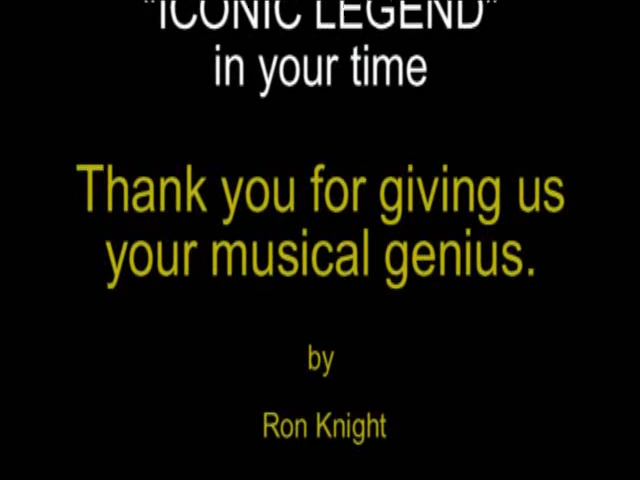 "ICONIC LEGEND"
in your time
Thank you for giving us
your musical genius.
by
Ron Knight